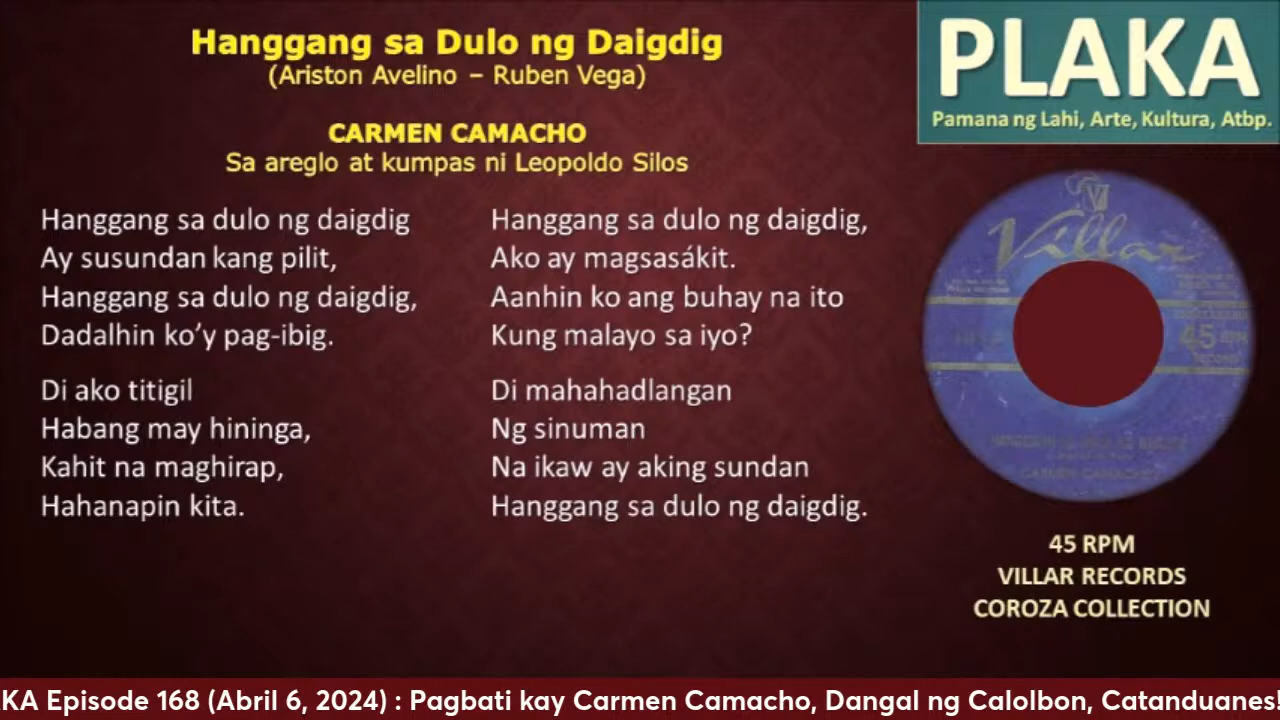 Hanggang sa Dulo ng Daigdig
(Ariston Avelino – Ruben Vega)
CARMEN CAMACHO
Sa areglo at kumpas ni Leopoldo Silos
Hanggang sa dulo ng daigdig
Ay susundan kang pilit,
Hanggang sa dulo ng daigdig,
Dadalhin ko’y pag-ibig.
Di ako titigil
Habang may hininga,
Kahit na maghirap,
Hahanapin kita.
Hanggang sa dulo ng daigdig,
Ako ay magsasákit.
Aanhin ko ang buhay na ito
Kung malayo sa iyo?
Di mahahadlangan
Ng sinuman
Na ikaw ay aking sundan
Hanggang sa dulo ng daigdig.
PLAKA
Pamana ng Lahi, Arte, Kultura, Atbp.
V
Villar
45 RPM
CARMEN CAMACHO
45 RPM
VILLAR RECORDS
COROZA COLLECTION
KA Episode 168 (Abril 6, 2024) : Pagbati kay Carmen Camacho, Dangal ng Calolbon, Catanduanes!